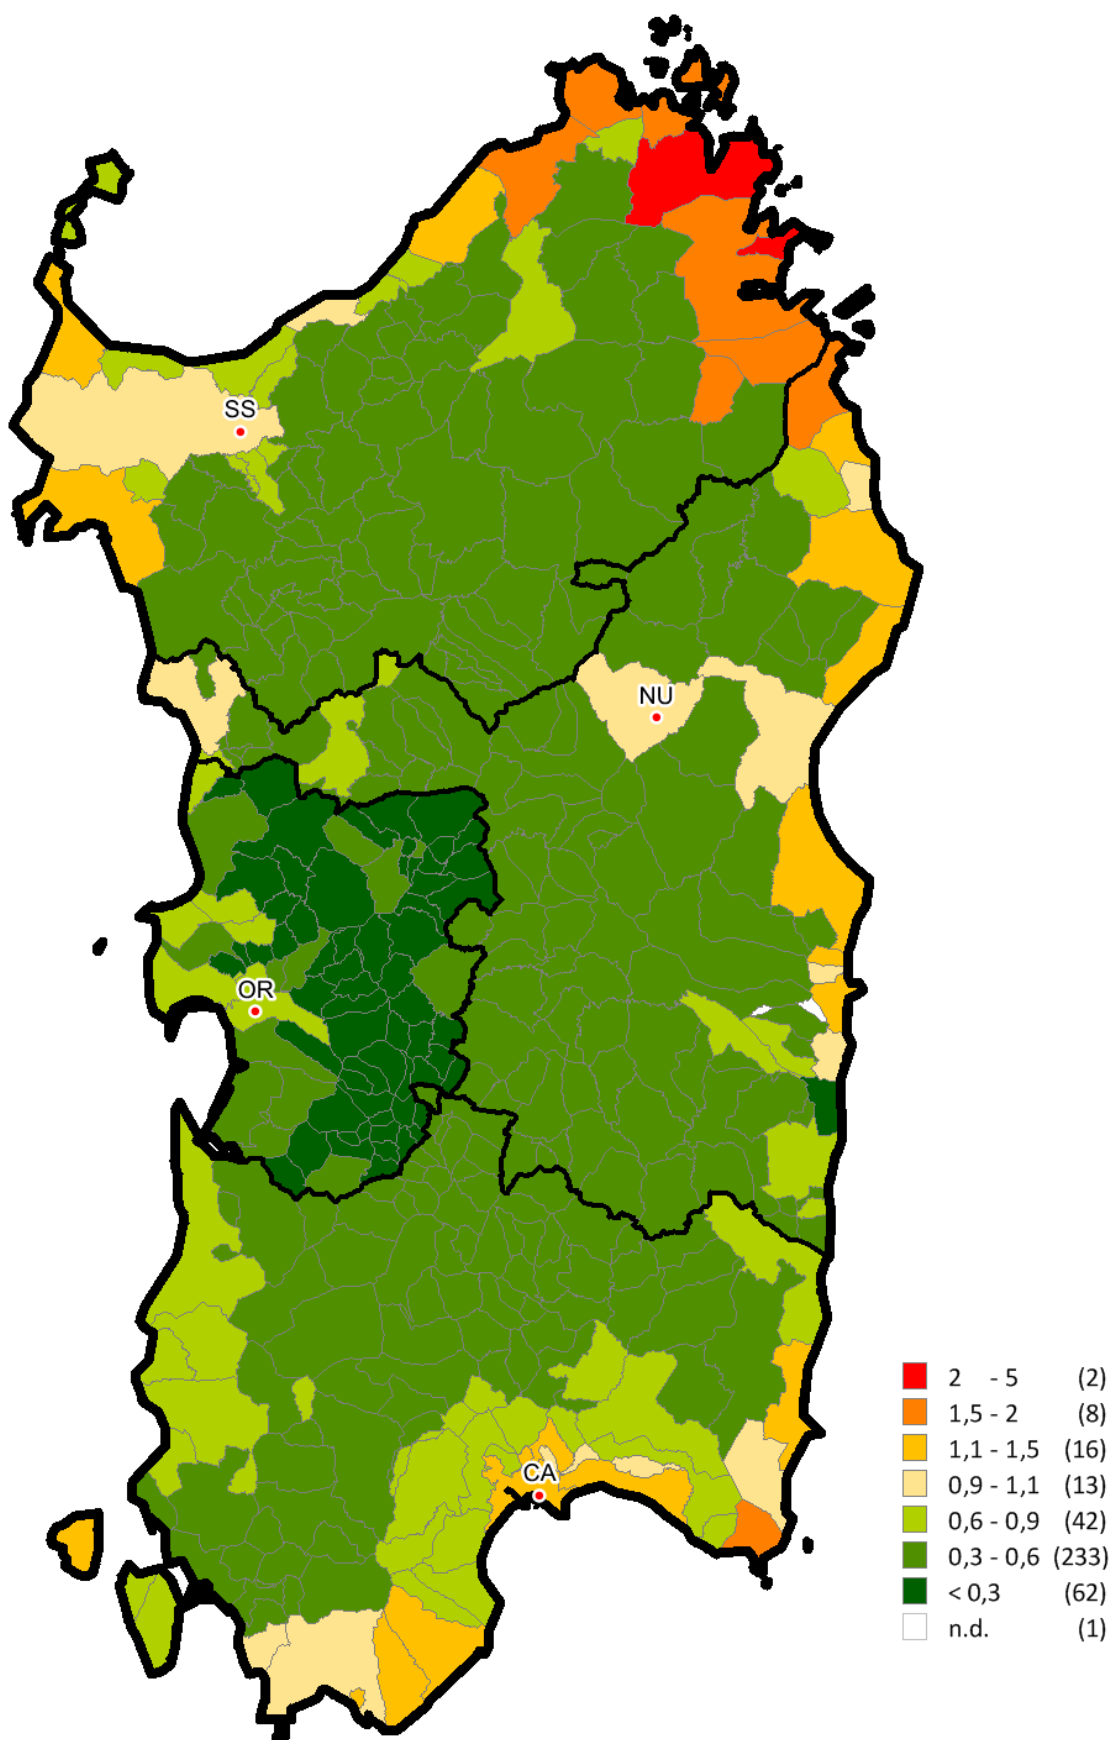 SS
NU
OR
CA
2 - 5 (2)
1,5 - 2 (8)
1,1 - 1,5 (16)
0,9 - 1,1 (13)
0,6 - 0,9 (42)
0,3 - 0,6 (233)
< 0,3 (62)
n.d. (1)